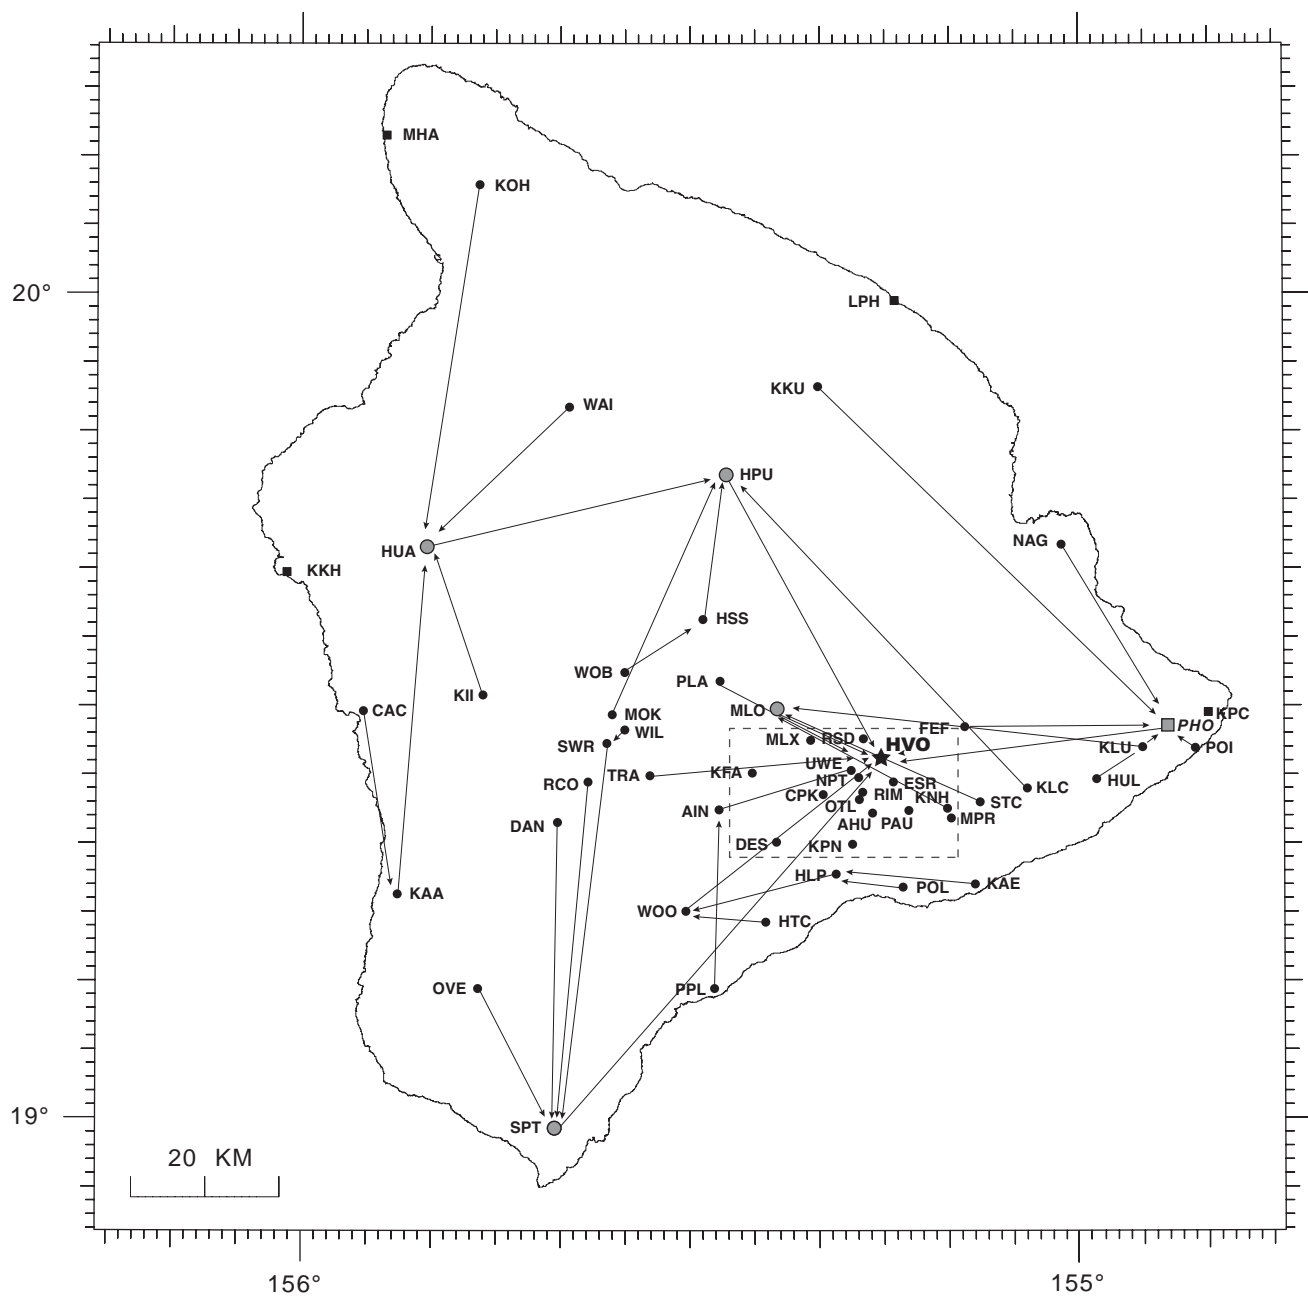 MHA
KOH
20°
LPH
KKU
WAI
HPU
NAG
HUA
KKH
HSS
WOB
PLA
KII
CAC
MLO
MOK
KPC
PHO
FEF
WIL
RSD
MLX
HVO
SWR
KLU
POI
UWE
TRA
KFA
NPT
HUL
RCO
ESR
KLC
CPK
RIM
KNH
STC
OTL
AIN
MPR
DAN
AHU
PAU
DES
KPN
HLP
KAE
POL
KAA
WOO
HTC
OVE
PPL
19°
SPT
20 KM
156°
155°